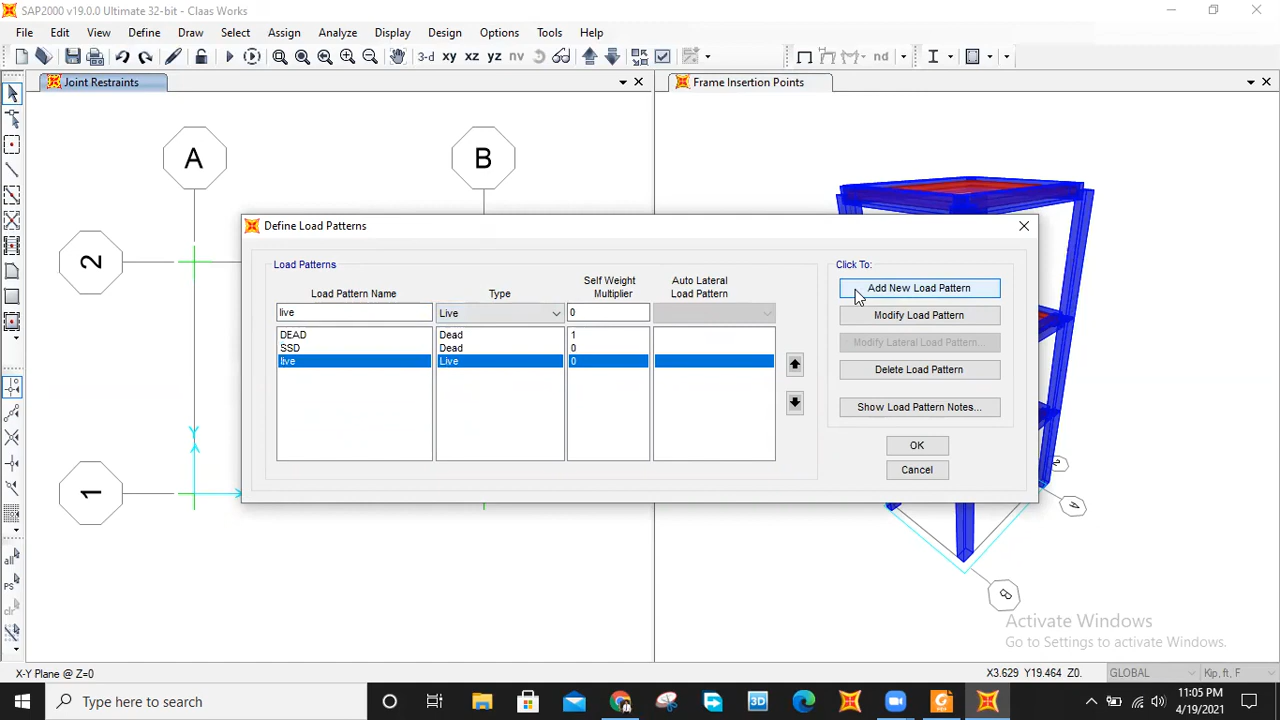 SAP2000 v19.0.0 Ultimate 32-bit - Claas Works
File Edit View Define Draw Select Assign Analyze Display Design Options Tools Help
3-d xy xz yz nv nd
Joint Restraints
Frame Insertion Points
A
B
2
1
Define Load Patterns
Load Patterns
Click To:
Load Pattern Name
Type
Self Weight
Multiplier
Auto Lateral
Load Pattern
live Live 0
DEAD Dead 1
SSD Dead 0
live Live 0
Add New Load Pattern
Modify Load Pattern
Modify Lateral Load Pattern...
Delete Load Pattern
Show Load Pattern Notes...
OK
Cancel
all
PS
clr
Activate Windows
Go to Settings to activate Windows.
X-Y Plane @ Z=0
X3.629 Y19.464 Z0.
GLOBAL
Kip, ft, F
Type here to search
11:05 PM
4/19/2021